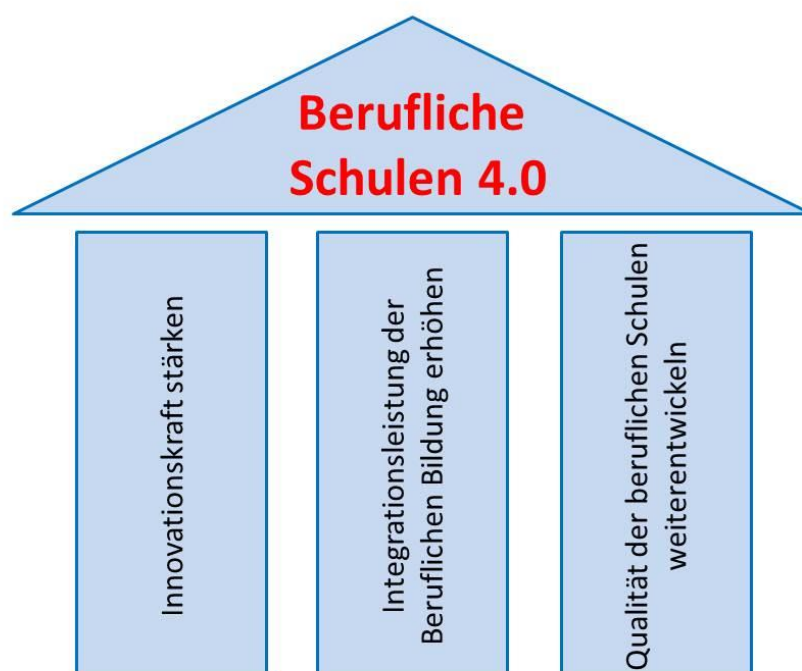 Berufliche
Schulen 4.0
Innovationskraft stärken
Integrationsleistung der
Beruflichen Bildung erhöhen
Qualität der beruflichen Schulen
weiterentwickeln